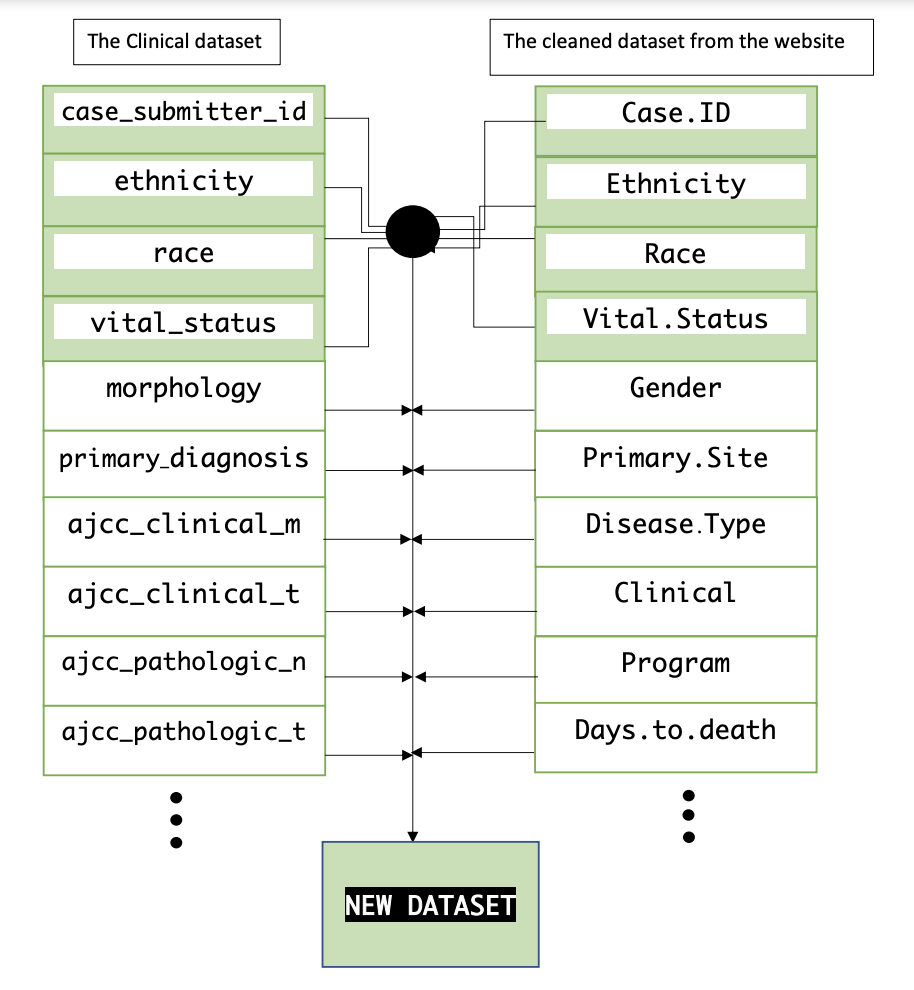 The Clinical dataset
case_submitter_id
ethnicity
race
vital_status
morphology
primary_diagnosis
ajcc_clinical_m
ajcc_clinical_t
ajcc_pathologic_n
ajcc_pathologic_t
The cleaned dataset from the website
Case.ID
Ethnicity
Race
Vital.Status
Gender
Primary.Site
Disease.Type
Clinical
Program
Days.to.death
NEW DATASET